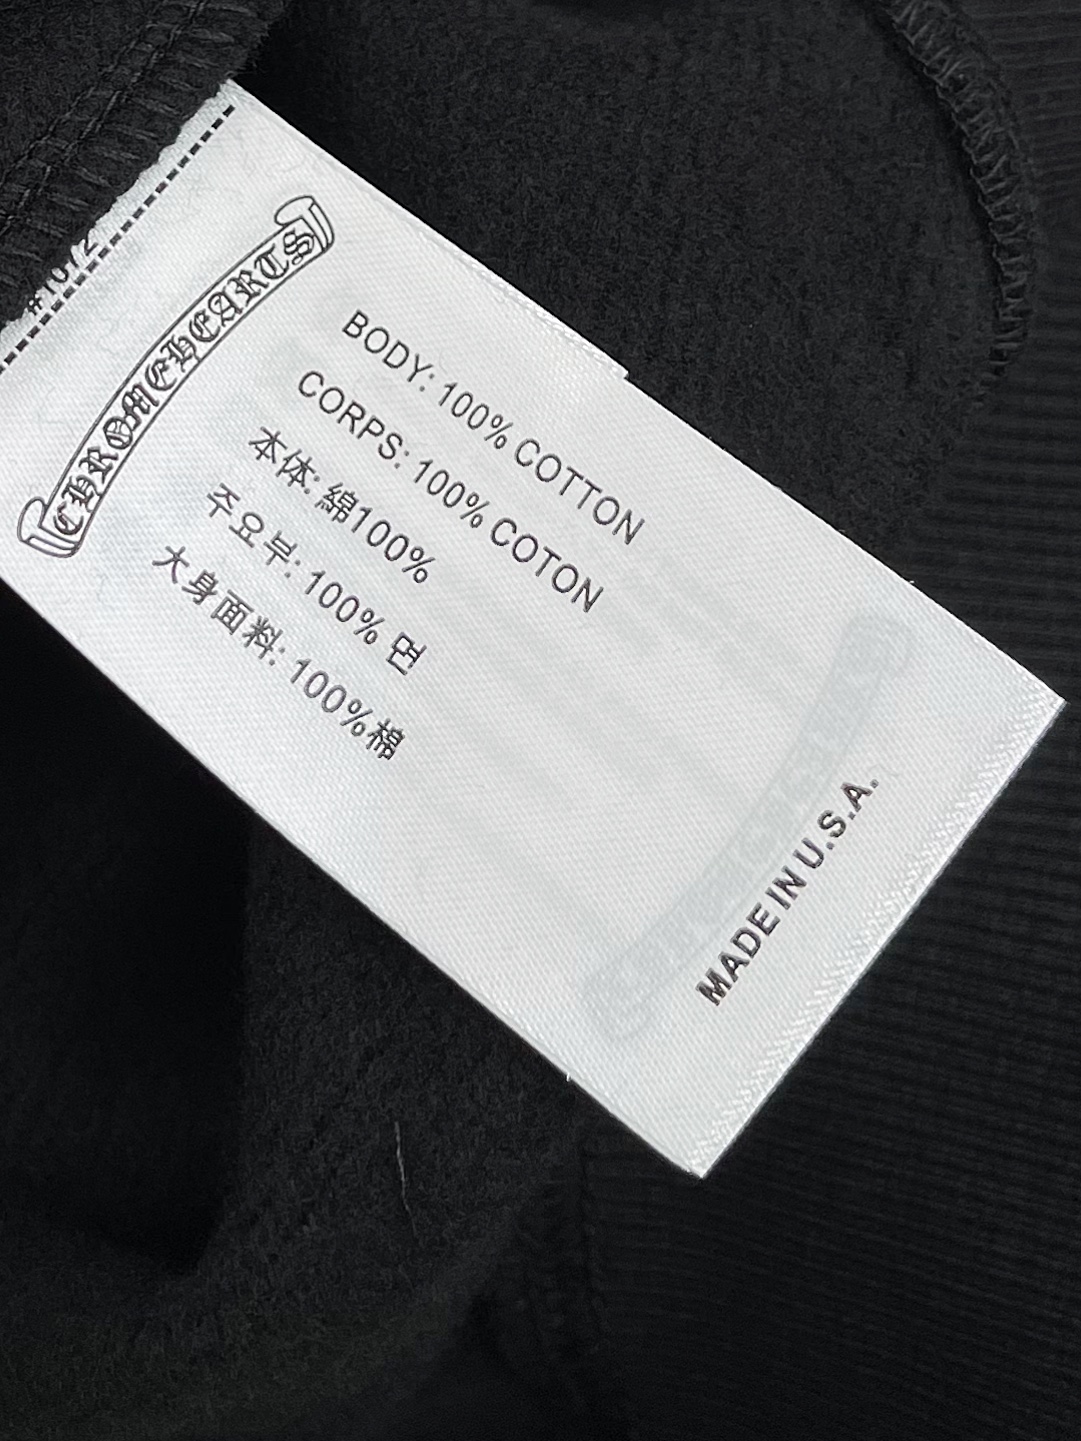 #1072
CHROME HEARTS
BODY: 100% COTTON
CORPS: 100% COTON
本体: 綿100%
주요부: 100% 면
大身面料: 100%棉
MADE IN U.S.A.